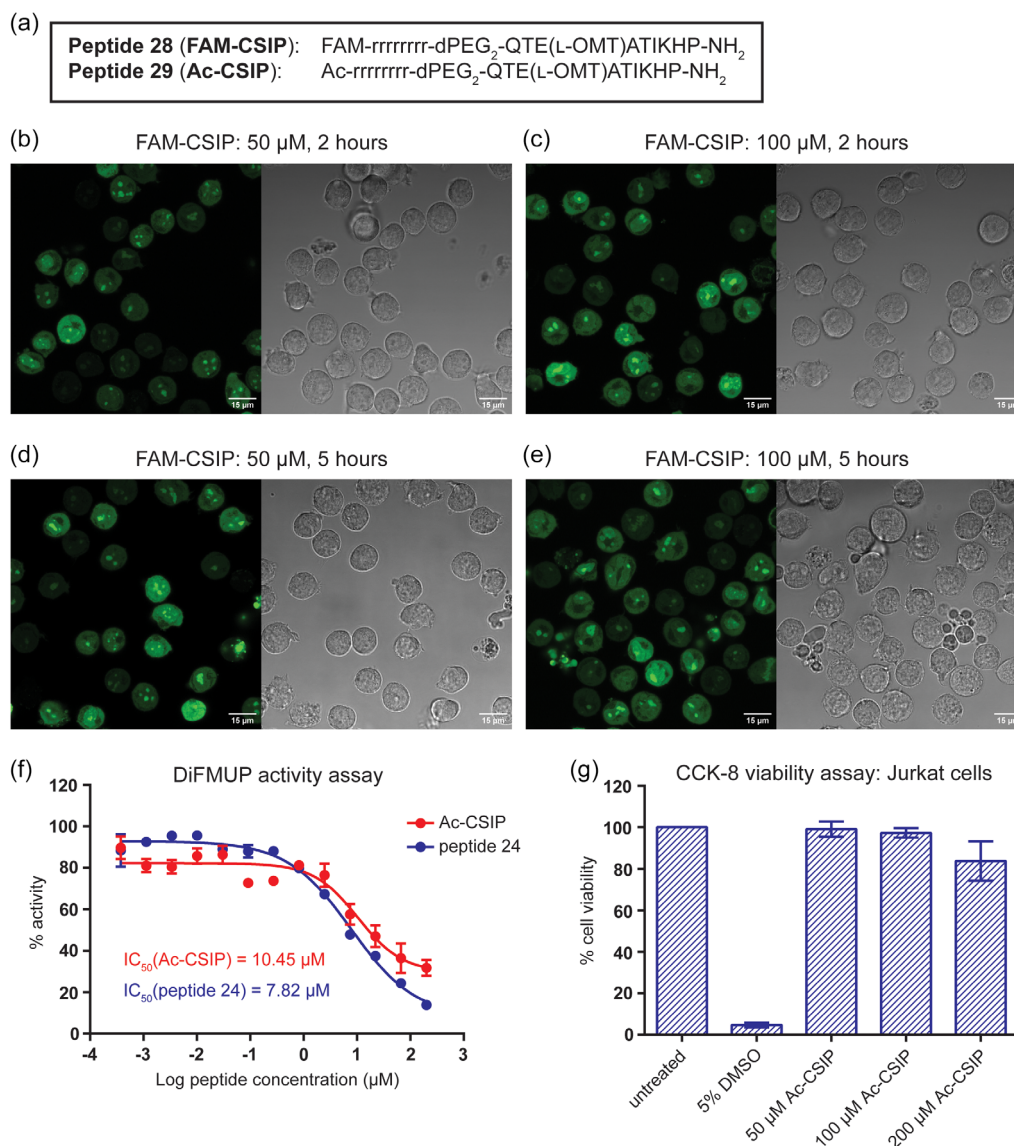 (a)
Peptide 28 (FAM-CSIP): FAM-rrrrrrrr-dPEG2-QTE(L-OMT)ATIKHP-NH2
Peptide 29 (Ac-CSIP): Ac-rrrrrrrr-dPEG2-QTE(L-OMT)ATIKHP-NH2
(b) FAM-CSIP: 50 µM, 2 hours
(c) FAM-CSIP: 100 µM, 2 hours
15 µm
15 µm
15 µm
15 µm
(d) FAM-CSIP: 50 µM, 5 hours
(e) FAM-CSIP: 100 µM, 5 hours
15 µm
15 µm
15 µm
15 µm
(f) DiFMUP activity assay
% activity
120
100
80
60
40
20
0
Ac-CSIP
peptide 24
IC50(Ac-CSIP) = 10.45 µM
IC50(peptide 24) = 7.82 µM
-4 -3 -2 -1 0 1 2 3
Log peptide concentration (µM)
(g) CCK-8 viability assay: Jurkat cells
% cell viability
120
100
80
60
40
20
0
untreated
5% DMSO
50 µM Ac-CSIP
100 µM Ac-CSIP
200 µM Ac-CSIP